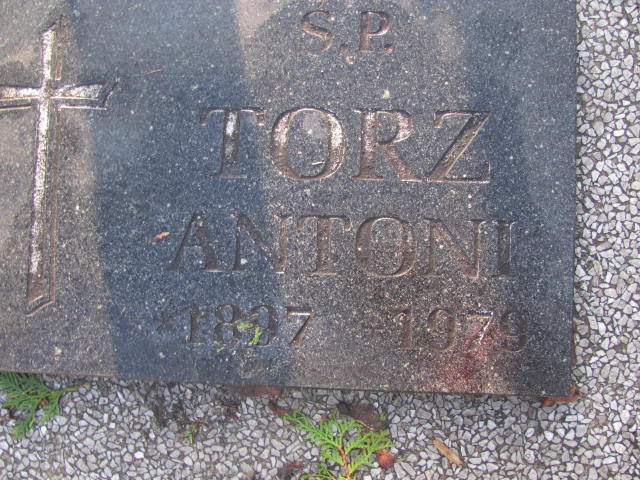 S.P.
TORZ
ANTONI
*1897 +1979